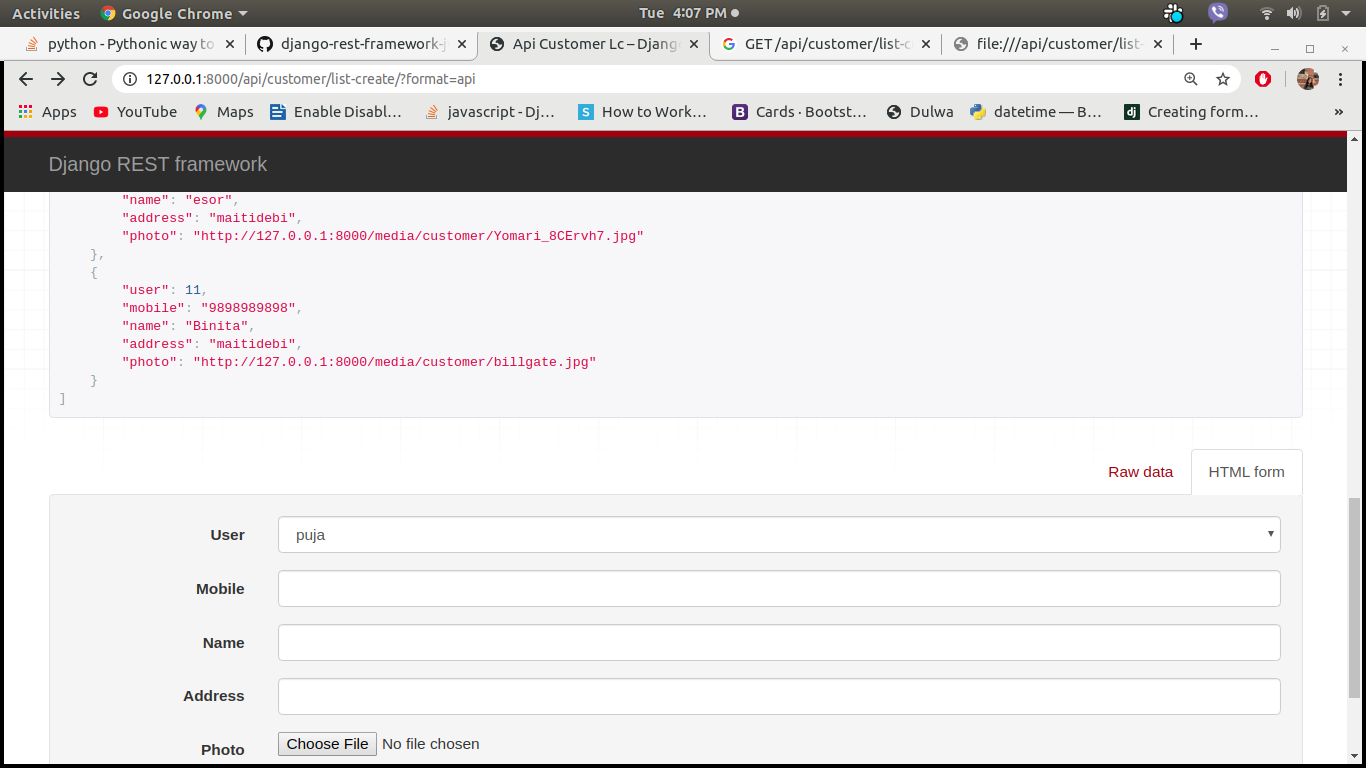 Activities Google Chrome Tue 4:07 PM
python - Pythonic way to django-rest-framework-j Api Customer Lc – Djang GET /api/customer/list-c file:///api/customer/list-
127.0.0.1:8000/api/customer/list-create/?format=api
Apps YouTube Maps Enable Disabl… javascript - Dj… How to Work… Cards · Bootst… Dulwa datetime — B… Creating form… »
Django REST framework
"name": "esor",
"address": "maitidebi",
"photo": "http://127.0.0.1:8000/media/customer/Yomari_8CErvh7.jpg"
},
{
"user": 11,
"mobile": "9898989898",
"name": "Binita",
"address": "maitidebi",
"photo": "http://127.0.0.1:8000/media/customer/billgate.jpg"
}
]
Raw data HTML form
User puja
Mobile
Name
Address
Photo Choose File No file chosen